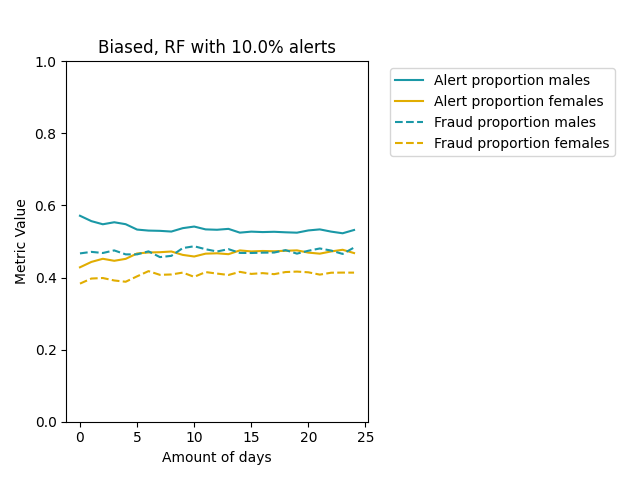 Biased, RF with 10.0% alerts
1.0
0.8
0.6
0.4
0.2
0.0
Metric Value
0 5 10 15 20 25
Amount of days
Alert proportion males
Alert proportion females
Fraud proportion males
Fraud proportion females